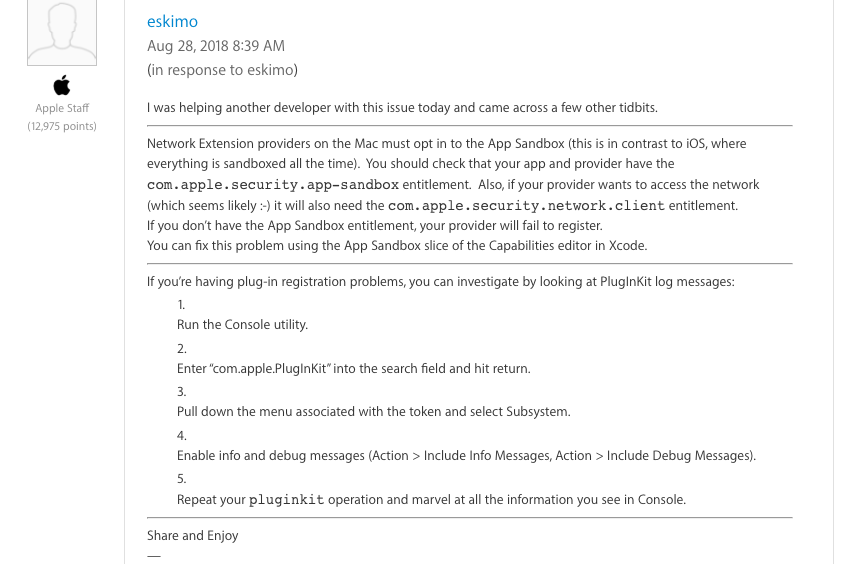 eskimo
Aug 28, 2018 8:39 AM
(in response to eskimo)
Apple Staff
(12,975 points)
I was helping another developer with this issue today and came across a few other tidbits.
Network Extension providers on the Mac must opt in to the App Sandbox (this is in contrast to iOS, where
everything is sandboxed all the time).  You should check that your app and provider have the
com.apple.security.app-sandbox entitlement.  Also, if your provider wants to access the network
(which seems likely :-) it will also need the com.apple.security.network.client entitlement.
If you don’t have the App Sandbox entitlement, your provider will fail to register.
You can fix this problem using the App Sandbox slice of the Capabilities editor in Xcode.
If you’re having plug-in registration problems, you can investigate by looking at PlugInKit log messages:
1.
Run the Console utility.
2.
Enter “com.apple.PlugInKit” into the search field and hit return.
3.
Pull down the menu associated with the token and select Subsystem.
4.
Enable info and debug messages (Action > Include Info Messages, Action > Include Debug Messages).
5.
Repeat your pluginkit operation and marvel at all the information you see in Console.
Share and Enjoy
—